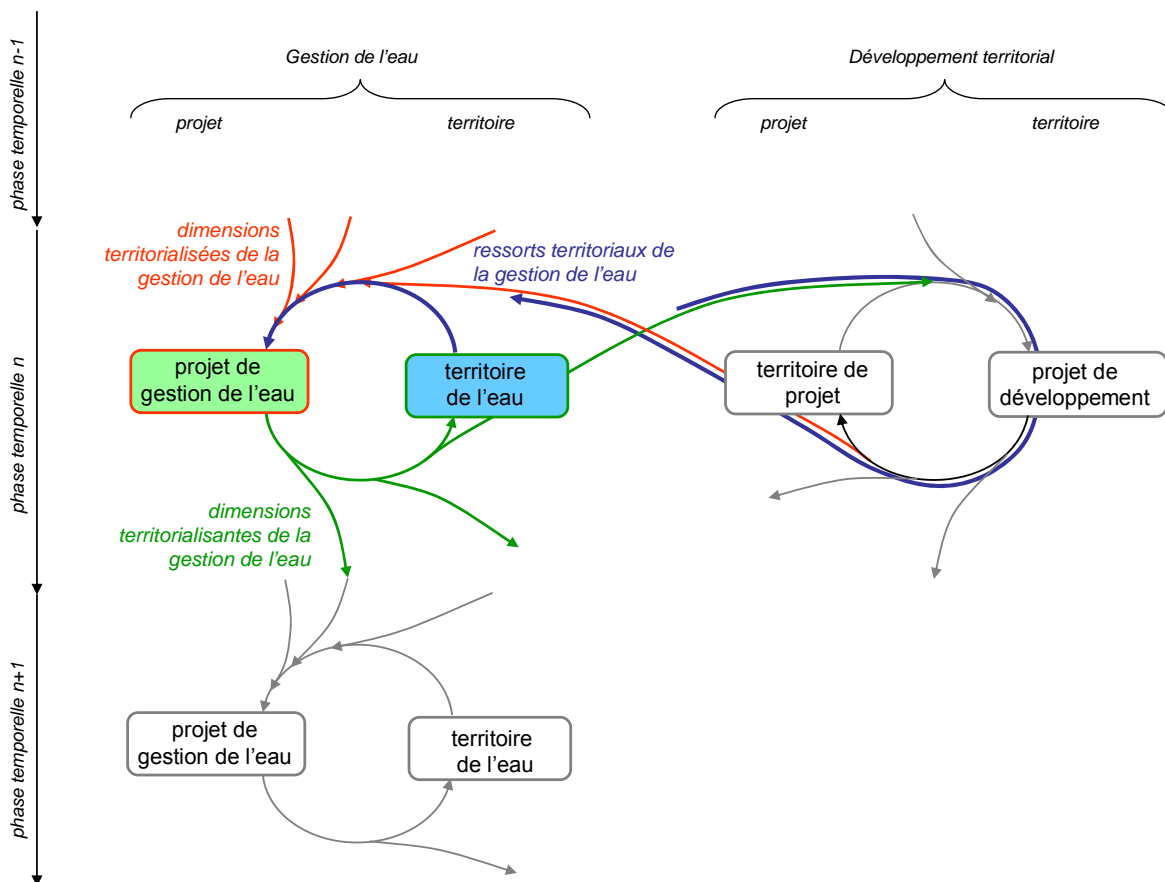 phase temporelle n-1
Gestion de l’eau
Développement territorial
projet
territoire
projet
territoire
phase temporelle n
dimensions
territorialisées de la
gestion de l’eau
ressorts territoriaux de
la gestion de l’eau
projet de
gestion de l’eau
territoire
de l’eau
territoire de
projet
projet de
développement
dimensions
territorialisantes de la
gestion de l’eau
phase temporelle n+1
projet de
gestion de l’eau
territoire
de l’eau